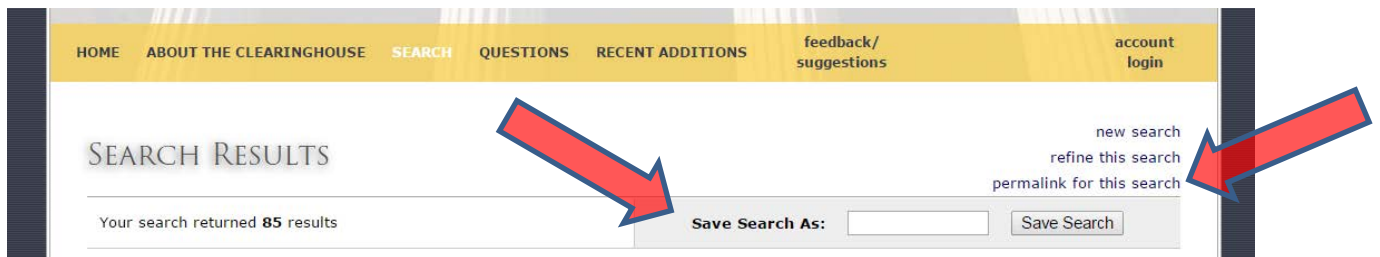 HOME ABOUT THE CLEARINGHOUSE SEARCH QUESTIONS RECENT ADDITIONS feedback/ suggestions account login
new search
SEARCH RESULTS
refine this search
permalink for this search
Your search returned 85 results Save Search As: Save Search